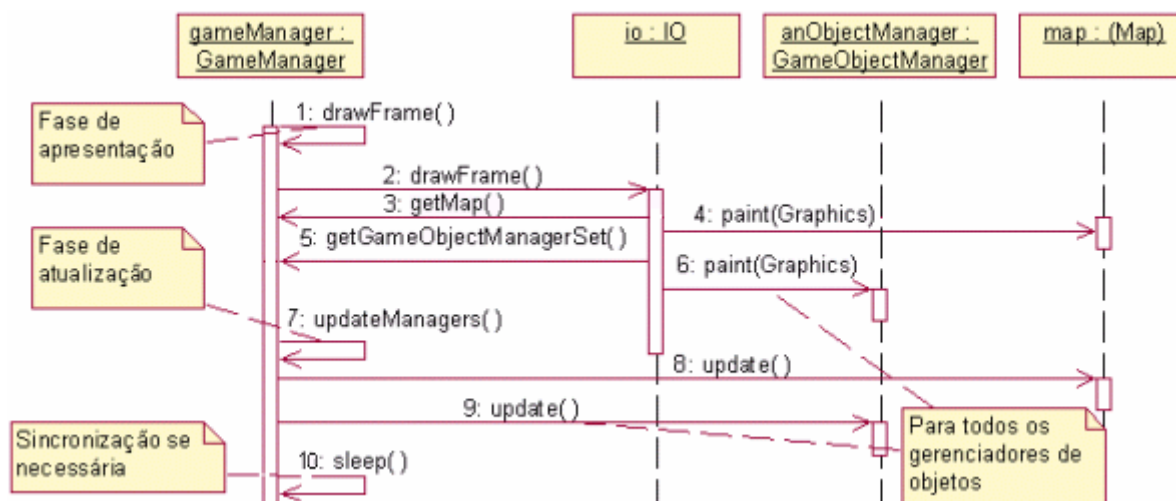 gameManager :
GameManager
io : IO
anObjectManager :
GameObjectManager
map : (Map)
Fase de
apresentação
1: drawFrame( )
2: drawFrame( )
3: getMap( )
4: paint(Graphics)
5: getGameObjectManagerSet( )
6: paint(Graphics)
Fase de
atualização
7: updateManagers( )
8: update( )
9: update( )
Para todos os
gerenciadores de
objetos
Sincronização se
necessária
10: sleep( )